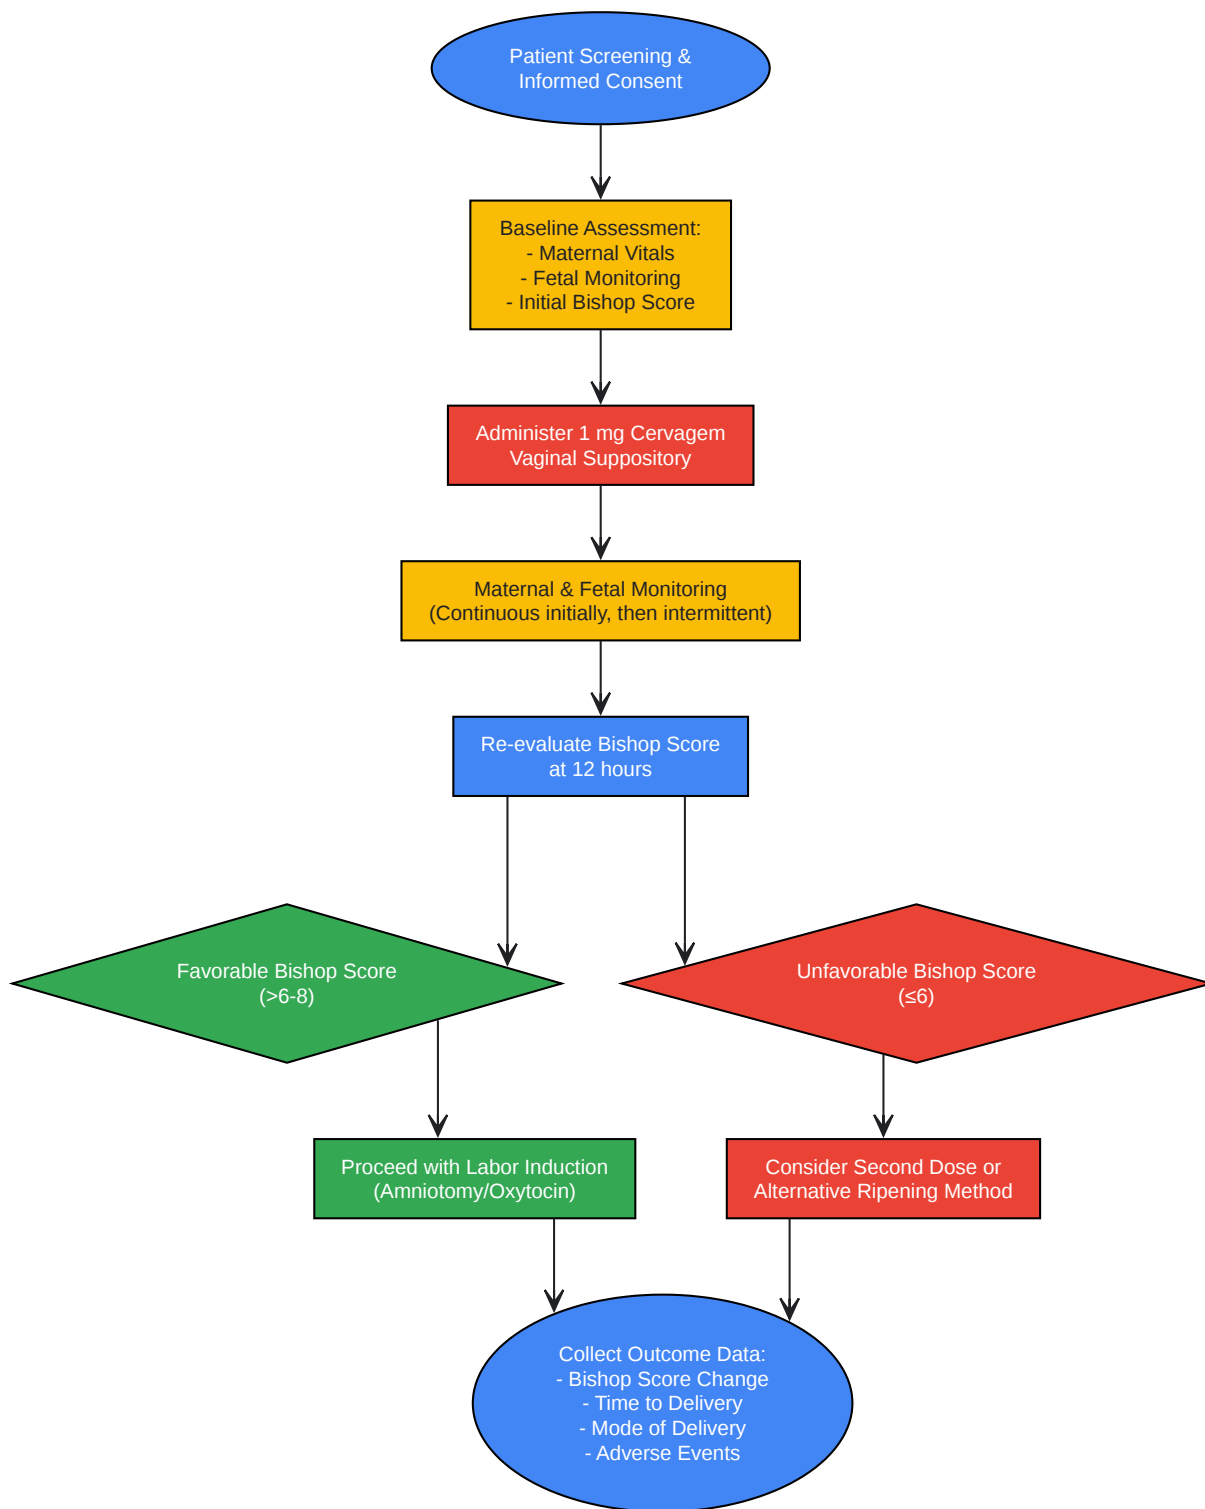 Patient Screening &
Informed Consent
Baseline Assessment:
- Maternal Vitals
- Fetal Monitoring
- Initial Bishop Score
Administer 1 mg Cervagem
Vaginal Suppository
Maternal & Fetal Monitoring
(Continuous initially, then intermittent)
Re-evaluate Bishop Score
at 12 hours
Favorable Bishop Score
(>6-8)
Unfavorable Bishop Score
(≤6)
Proceed with Labor Induction
(Amniotomy/Oxytocin)
Consider Second Dose or
Alternative Ripening Method
Collect Outcome Data:
- Bishop Score Change
- Time to Delivery
- Mode of Delivery
- Adverse Events